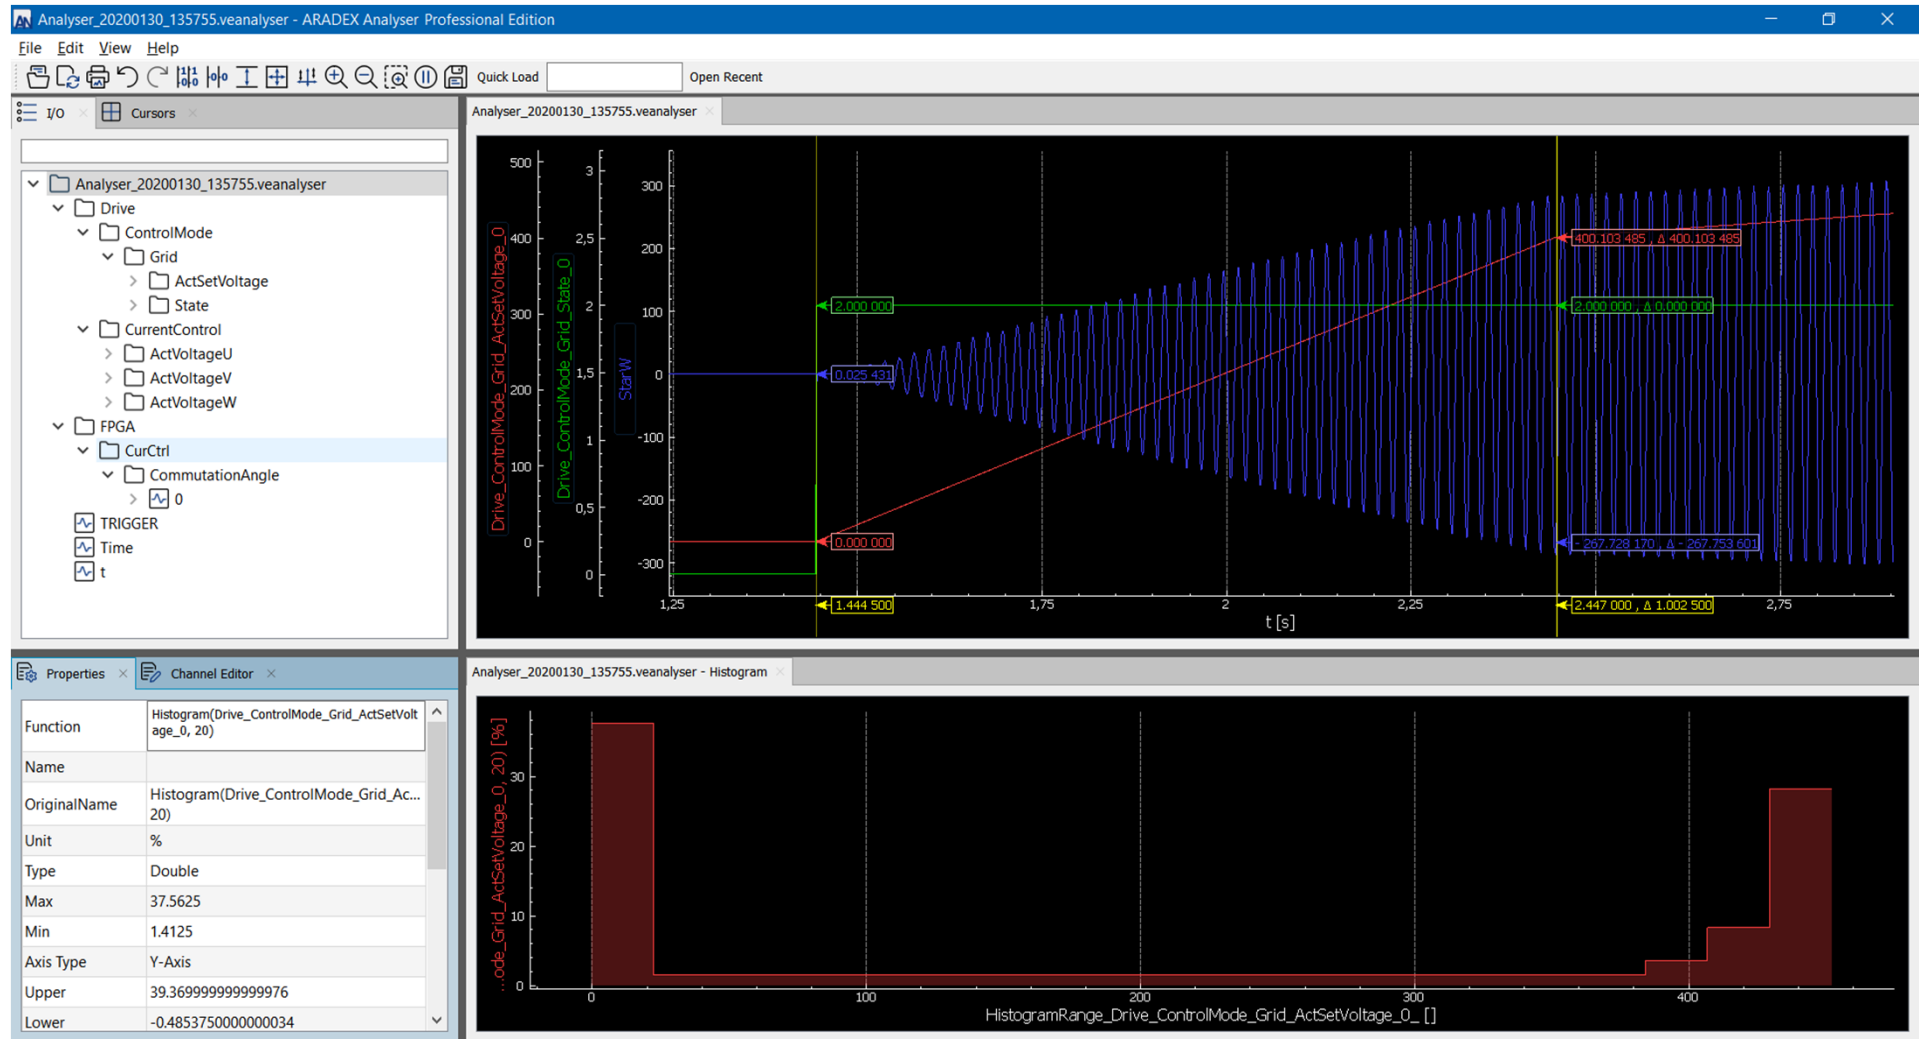 Analyser_20200130_135755.veanalyser - ARADEX Analyser Professional Edition
File Edit View Help
Quick Load Open Recent
I/O Cursors
Analyser_20200130_135755.veanalyser
Drive
ControlMode
Grid
ActSetVoltage
State
CurrentControl
ActVoltageU
ActVoltageV
ActVoltageW
FPGA
CurCtrl
CommutationAngle
0
TRIGGER
Time
t
Properties Channel Editor
Function Histogram(Drive_ControlMode_Grid_ActSetVolt
age_0, 20)
Name
OriginalName Histogram(Drive_ControlMode_Grid_Ac...
20)
Unit %
Type Double
Max 37.5625
Min 1.4125
Axis Type Y-Axis
Upper 39.369999999999976
Lower -0.4853750000000034
Analyser_20200130_135755.veanalyser
Drive_ControlMode_Grid_ActSetVoltage_0
500
400
300
200
100
0
Drive_ControlMode_Grid_State_0
3
2,5
2
1,5
1
0,5
0
StarW
300
200
100
0
-100
-200
-300
2.000 000
0.025 431
0.000 000
1.444 500
400.103 485 , Δ 400.103 485
2.000 000 , Δ 0.000 000
- 267.728 170 , Δ - 267.753 601
2.447 000 , Δ 1.002 500
1,25 1,75 2 2,25 2,75
t [s]
Analyser_20200130_135755.veanalyser - Histogram
...ode_Grid_ActSetVoltage_0, 20) [%]
30
20
10
0
0 100 200 300 400
HistogramRange_Drive_ControlMode_Grid_ActSetVoltage_0_ []